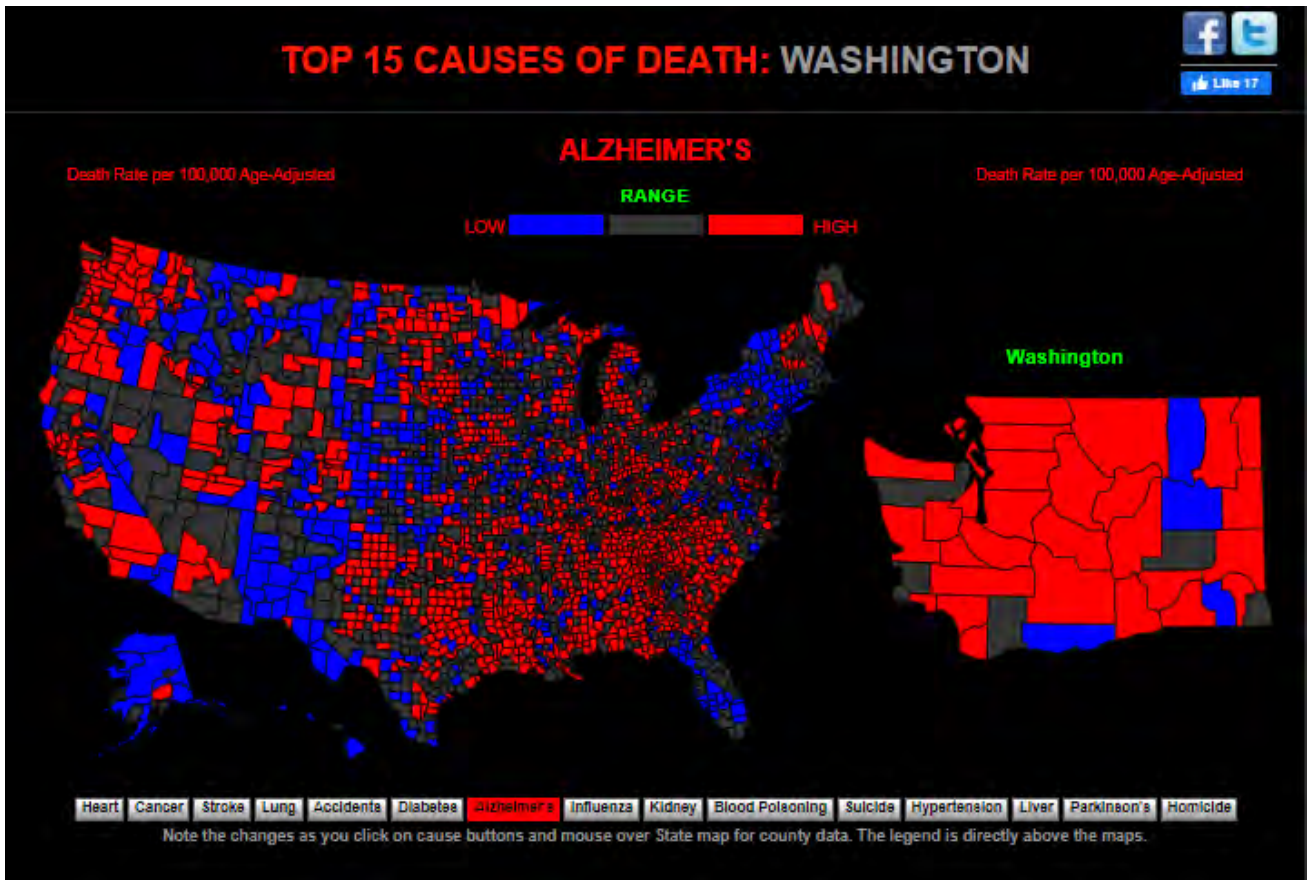 TOP 15 CAUSES OF DEATH: WASHINGTON
f t
Like 17
ALZHEIMER'S
Death Rate per 100,000 Age-Adjusted
Death Rate per 100,000 Age-Adjusted
RANGE
LOW HIGH
Washington
Heart Cancer Stroke Lung Accidents Diabetes Alzheimer's Influenza Kidney Blood Poisoning Suicide Hypertension Liver Parkinson's Homicide
Note the changes as you click on cause buttons and mouse over State map for county data. The legend is directly above the maps.